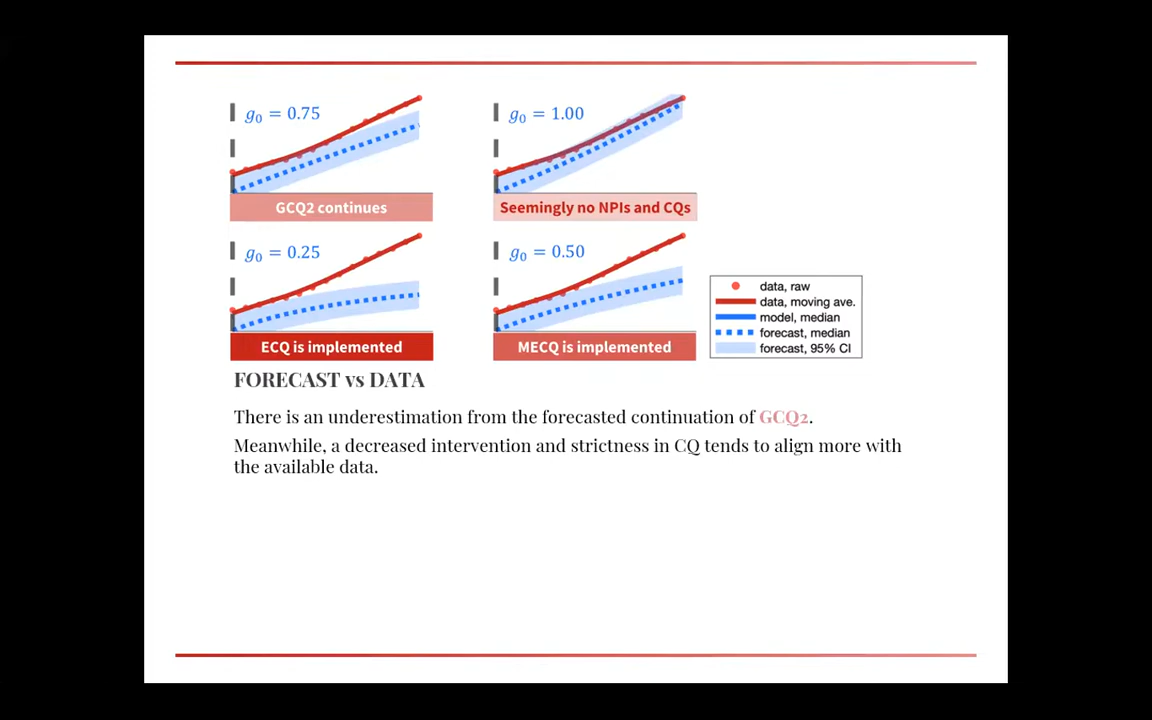 g₀ = 0.75
g₀ = 1.00
GCQ2 continues
Seemingly no NPIs and CQs
g₀ = 0.25
g₀ = 0.50
ECQ is implemented
MECQ is implemented
data, raw
data, moving ave.
model, median
forecast, median
forecast, 95% CI
FORECAST vs DATA
There is an underestimation from the forecasted continuation of GCQ2.
Meanwhile, a decreased intervention and strictness in CQ tends to align more with
the available data.